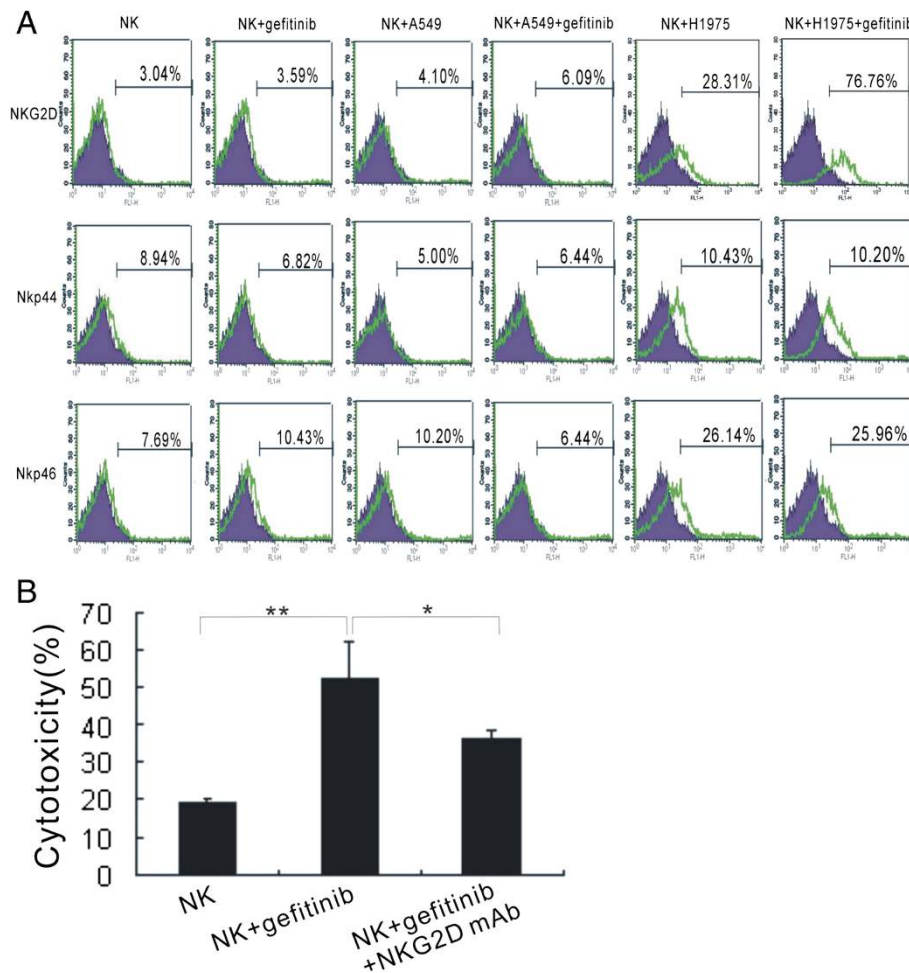 A
NK NK+gefitinib NK+A549 NK+A549+gefitinib NK+H1975 NK+H1975+gefitinib
NKG2D
3.04% 3.59% 4.10% 6.09% 28.31% 76.76%
Nkp44
8.94% 6.82% 5.00% 6.44% 10.43% 10.20%
Nkp46
7.69% 10.43% 10.20% 6.44% 26.14% 25.96%
Counts
FL1-H
B
Cytotoxicity(%)
70
60
50
40
30
20
10
0
** *
NK
NK+gefitinib
NK+gefitinib
+NKG2D mAb